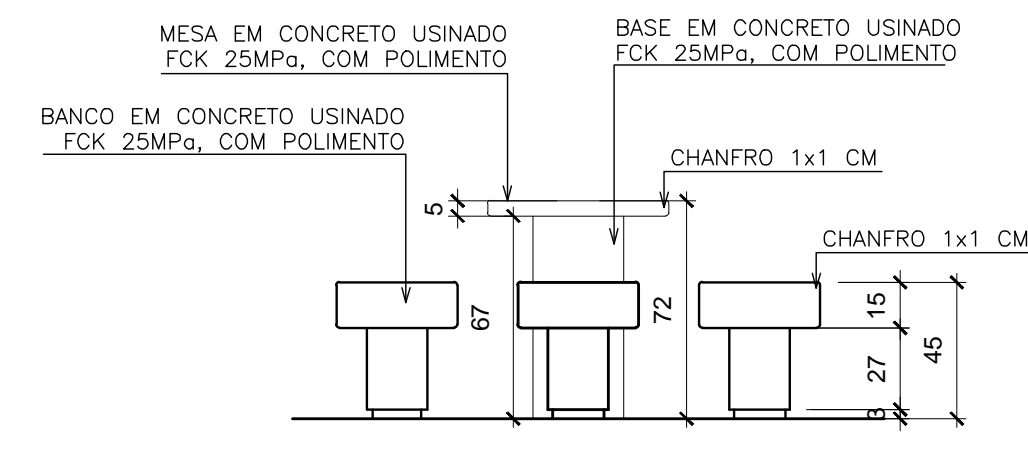 MESA EM CONCRETO USINADO
FCK 25MPa, COM POLIMENTO
BASE EM CONCRETO USINADO
FCK 25MPa, COM POLIMENTO
BANCO EM CONCRETO USINADO
FCK 25MPa, COM POLIMENTO
CHANFRO 1x1 CM
5
CHANFRO 1x1 CM
67
72
15
27
3
45